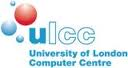 ulcc
University of London
Computer Centre